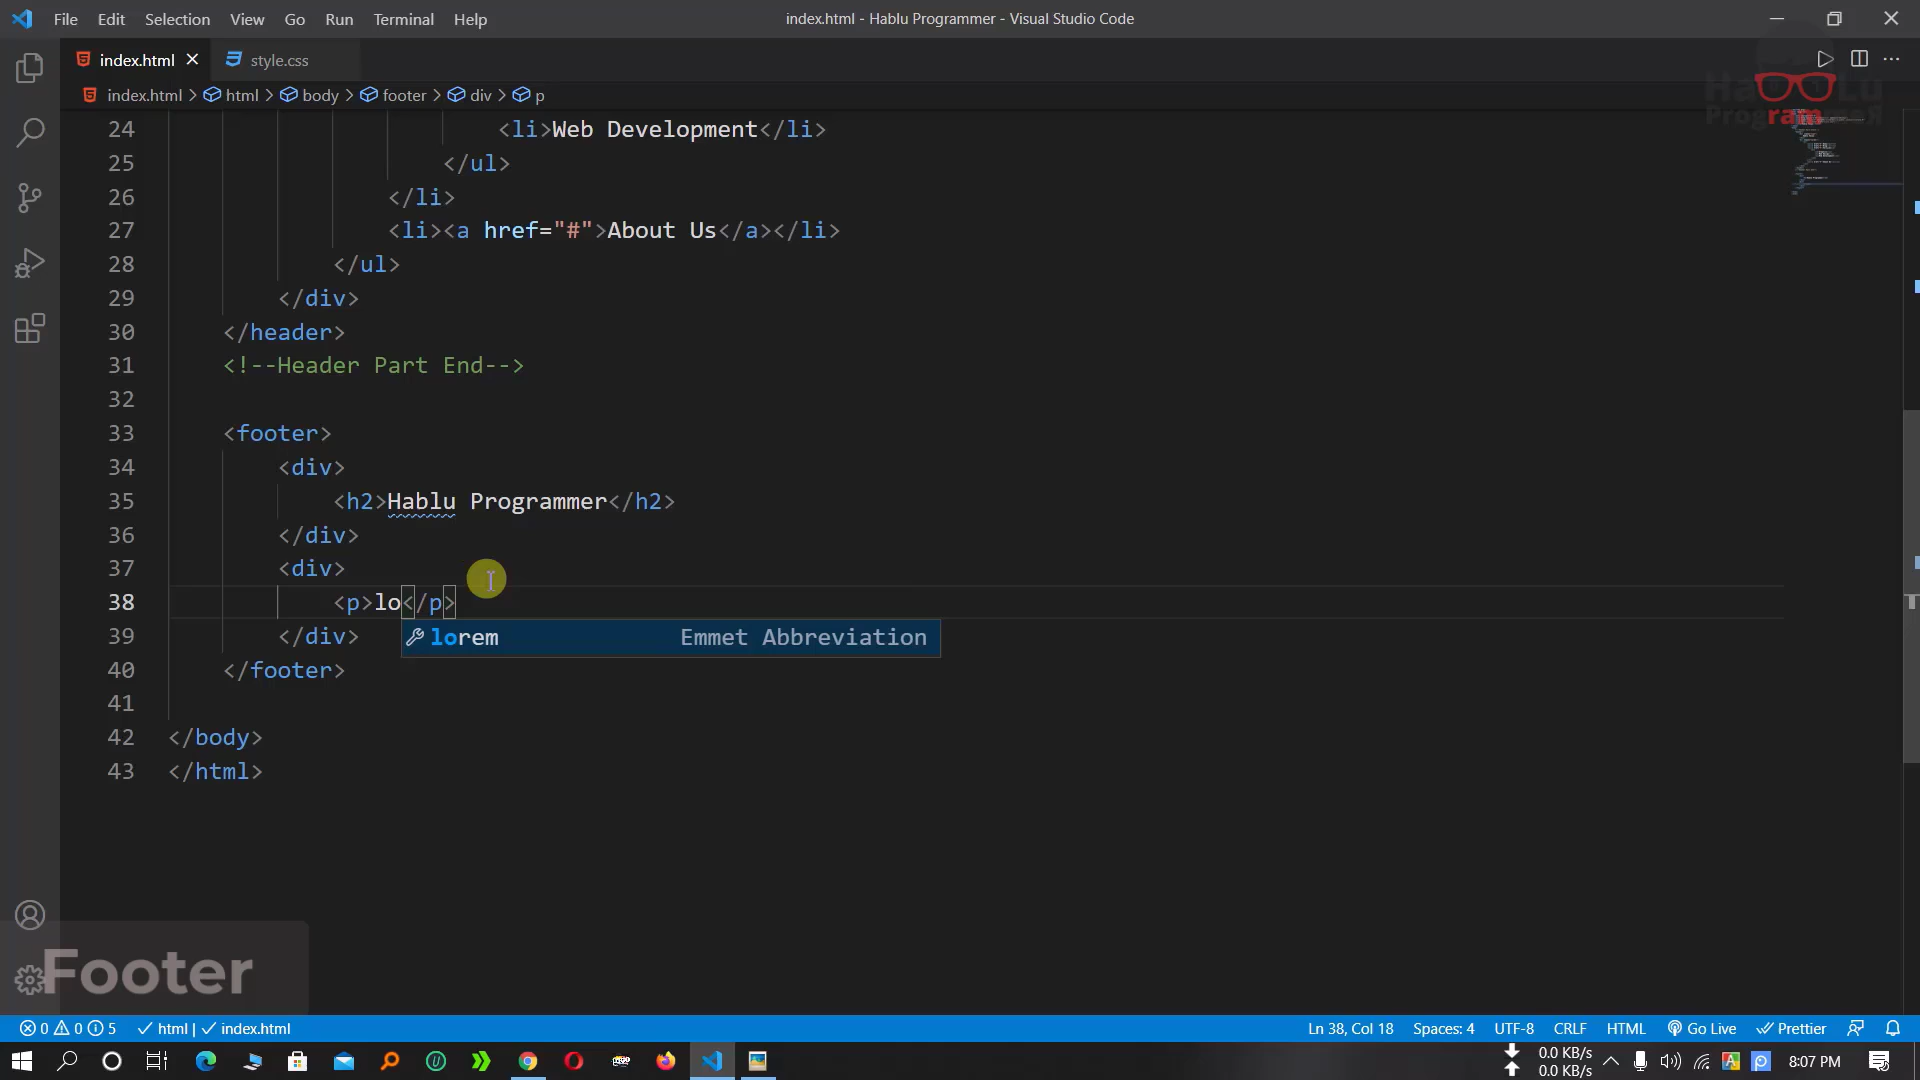 File Edit Selection View Go Run Terminal Help index.html - Hablu Programmer - Visual Studio Code
index.html style.css
index.html > html > body > footer > div > p
24 <li>Web Development</li>
25 </ul>
26 </li>
27 <li><a href="#">About Us</a></li>
28 </ul>
29 </div>
30 </header>
31 <!--Header Part End-->
32
33 <footer>
34 <div>
35 <h2>Hablu Programmer</h2>
36 </div>
37 <div>
38 <p>lo</p>
39 </div>
lorem Emmet Abbreviation
40 </footer>
41
42 </body>
43 </html>
Footer
0 0 5 html | index.html Ln 38, Col 18 Spaces: 4 UTF-8 CRLF HTML Go Live Prettier
0.0 KB/s
0.0 KB/s
8:07 PM